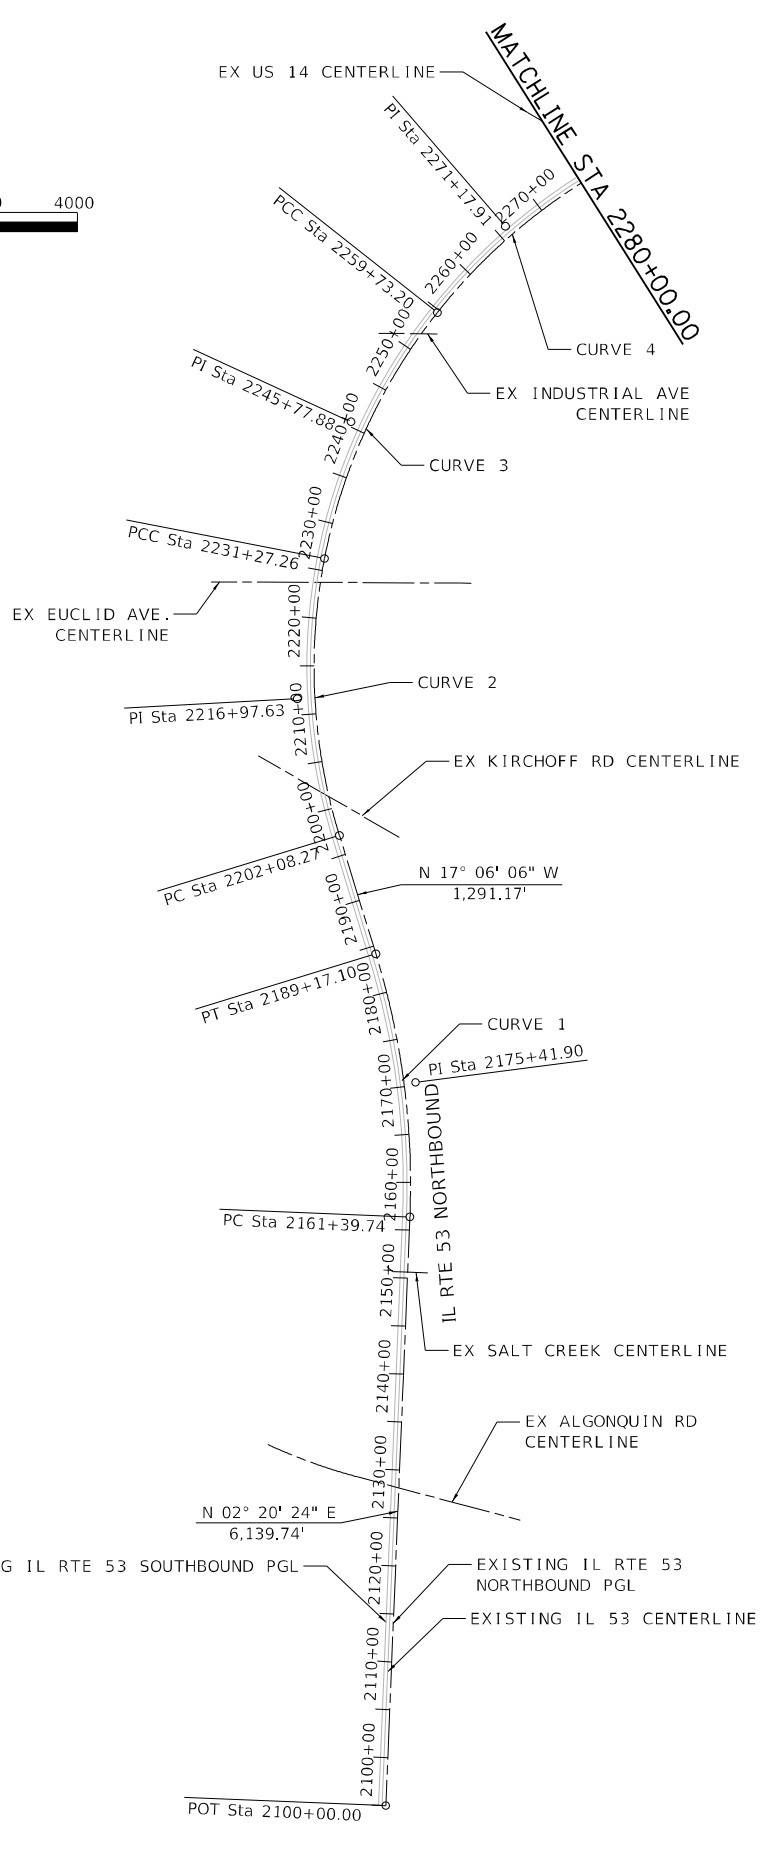 EX US 14 CENTERLINE
MATCHLINE STA 2280+00.00
PI Sta 2271+17.91
2270+00
4000
PCC Sta 2259+73.20
2260+00
2250+00
CURVE 4
PI Sta 2245+77.88
EX INDUSTRIAL AVE
CENTERLINE
2240+00
CURVE 3
2230+00
PCC Sta 2231+27.26
EX EUCLID AVE.
CENTERLINE
2220+00
CURVE 2
PI Sta 2216+97.63
2210+00
EX KIRCHOFF RD CENTERLINE
2200+00
PC Sta 2202+08.27
N 17° 06' 06" W
1,291.17'
2190+00
PT Sta 2189+17.10
2180+00
CURVE 1
PI Sta 2175+41.90
2170+00
IL RTE 53 NORTHBOUND
2160+00
PC Sta 2161+39.74
2150+00
EX SALT CREEK CENTERLINE
2140+00
EX ALGONQUIN RD
CENTERLINE
2130+00
N 02° 20' 24" E
6,139.74'
G IL RTE 53 SOUTHBOUND PGL
2120+00
EXISTING IL RTE 53
NORTHBOUND PGL
EXISTING IL 53 CENTERLINE
2110+00
2100+00
POT Sta 2100+00.00